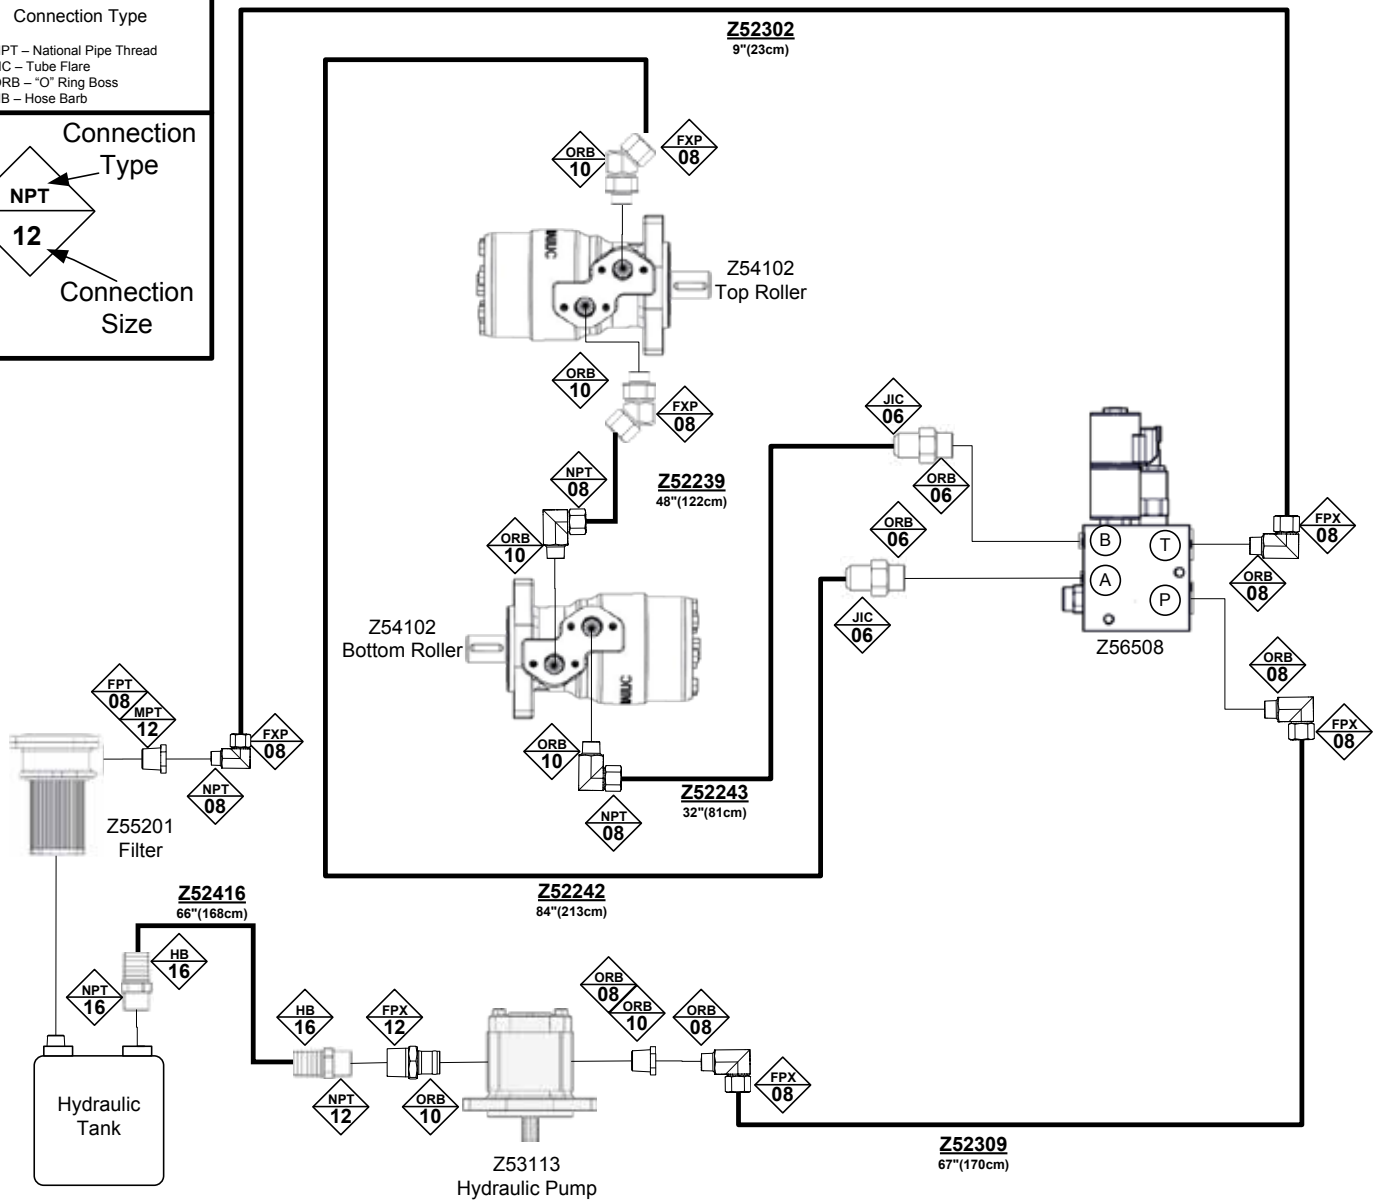 Connection Type
PT – National Pipe Thread
IC – Tube Flare
ORB – "O" Ring Boss
HB – Hose Barb
Connection
Type
NPT
12
Connection
Size
Z52302
9"(23cm)
ORB
10
FXP
08
Z54102
Top Roller
ORB
10
FXP
08
Z52239
48"(122cm)
NPT
08
ORB
10
JIC
06
ORB
06
ORB
06
JIC
06
B
T
A
P
Z56508
FPX
08
ORB
08
ORB
08
FPX
08
Z54102
Bottom Roller
ORB
10
NPT
08
Z52243
32"(81cm)
FPT
08
MPT
12
FXP
08
NPT
08
Z55201
Filter
Z52242
84"(213cm)
Z52416
66"(168cm)
HB
16
NPT
16
Hydraulic
Tank
HB
16
NPT
12
FPX
12
ORB
10
Z53113
Hydraulic Pump
ORB
08
ORB
10
ORB
08
FPX
08
Z52309
67"(170cm)